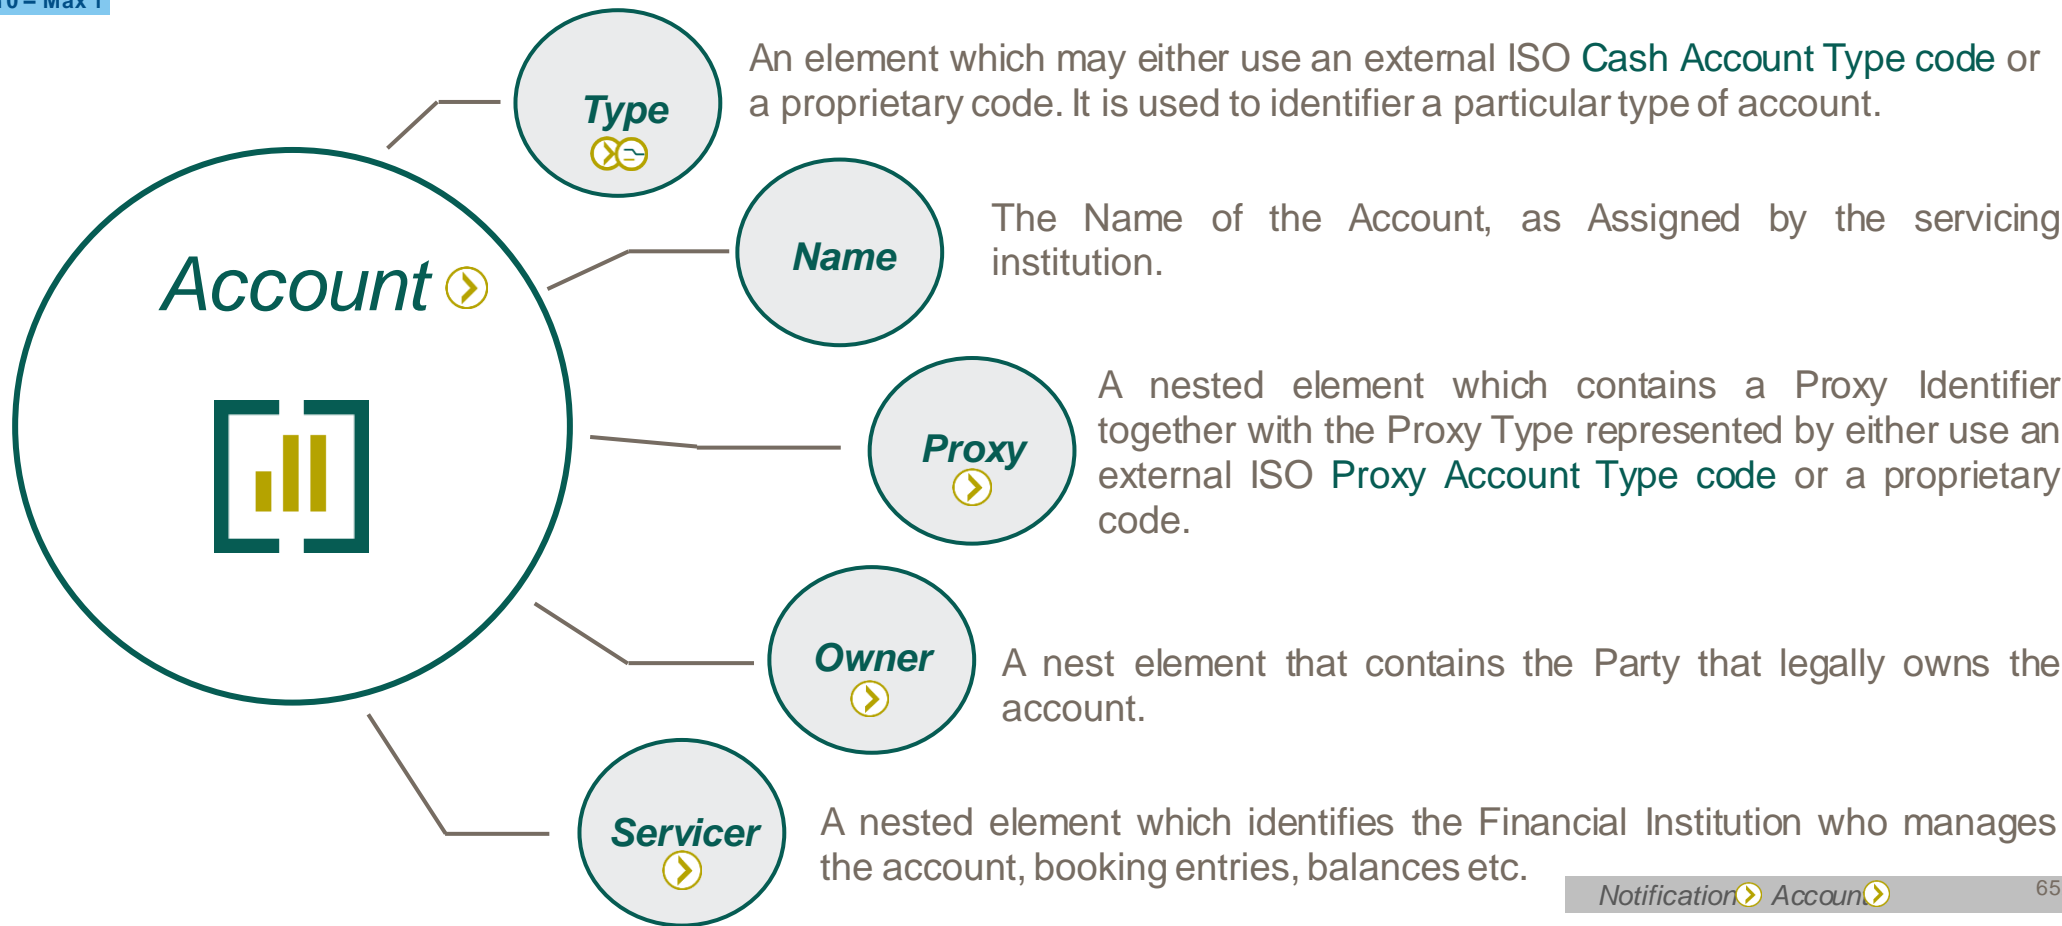 – Max 1
An element which may either use an external ISO Cash Account Type code or
a proprietary code. It is used to identifier a particular type of account.
Type
The Name of the Account, as Assigned by the servicing
institution.
Name
Account
A nested element which contains a Proxy Identifier
together with the Proxy Type represented by either use an
external ISO Proxy Account Type code or a proprietary
code.
Proxy
Owner
A nest element that contains the Party that legally owns the
account.
Servicer
A nested element which identifies the Financial Institution who manages
the account, booking entries, balances etc.
Notification Account
65